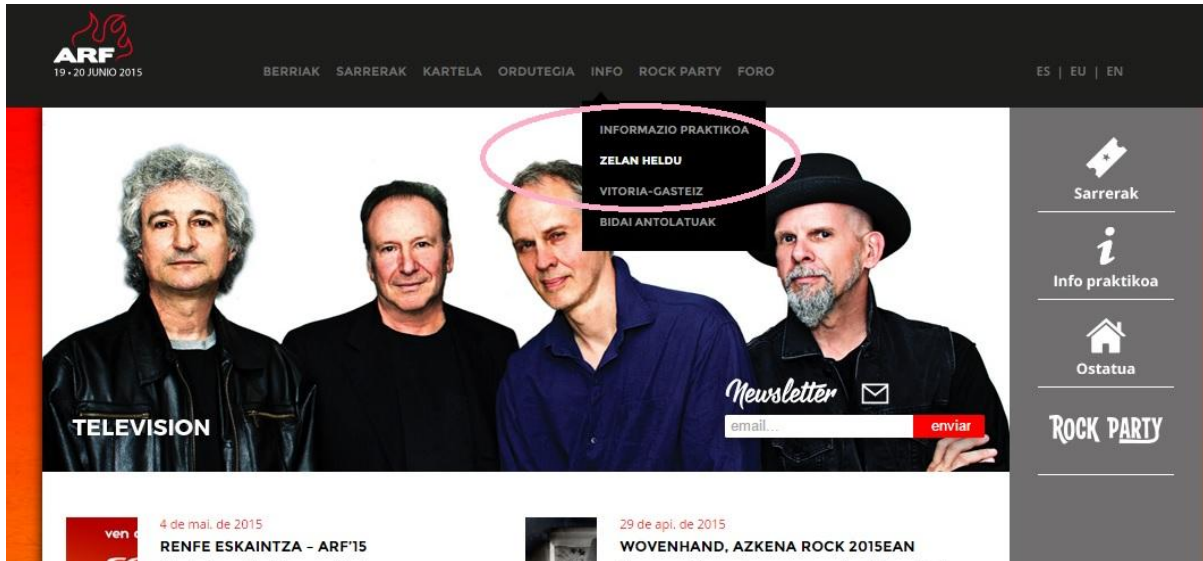 ARF
19 • 20 JUNIO 2015
BERRIAK SARRERAK KARTELA ORDUTEGIA INFO ROCK PARTY FORO
ES | EU | EN
INFORMAZIO PRAKTIKOA
ZELAN HELDU
VITORIA-GASTEIZ
BIDAI ANTOLATUAK
Sarrerak
Info praktikoa
Ostatua
ROCK PARTY
Newsletter
email...
enviar
TELEVISION
ven
4 de mai. de 2015
RENFE ESKAINTZA – ARF'15
29 de api. de 2015
WOVENHAND, AZKENA ROCK 2015EAN